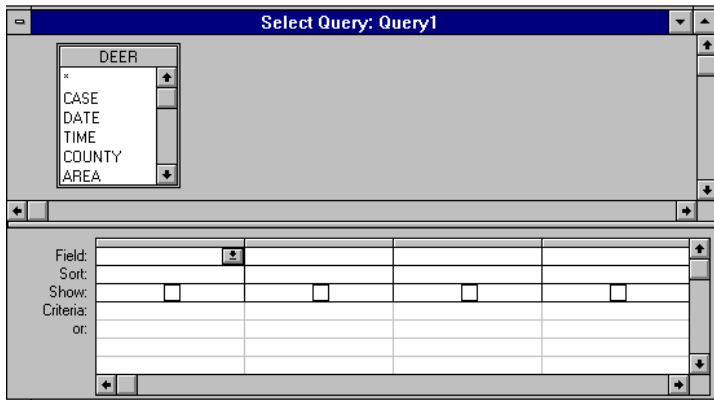 Select Query: Query1
DEER
*
CASE
DATE
TIME
COUNTY
AREA
Field:
Sort:
Show:
Criteria:
or: